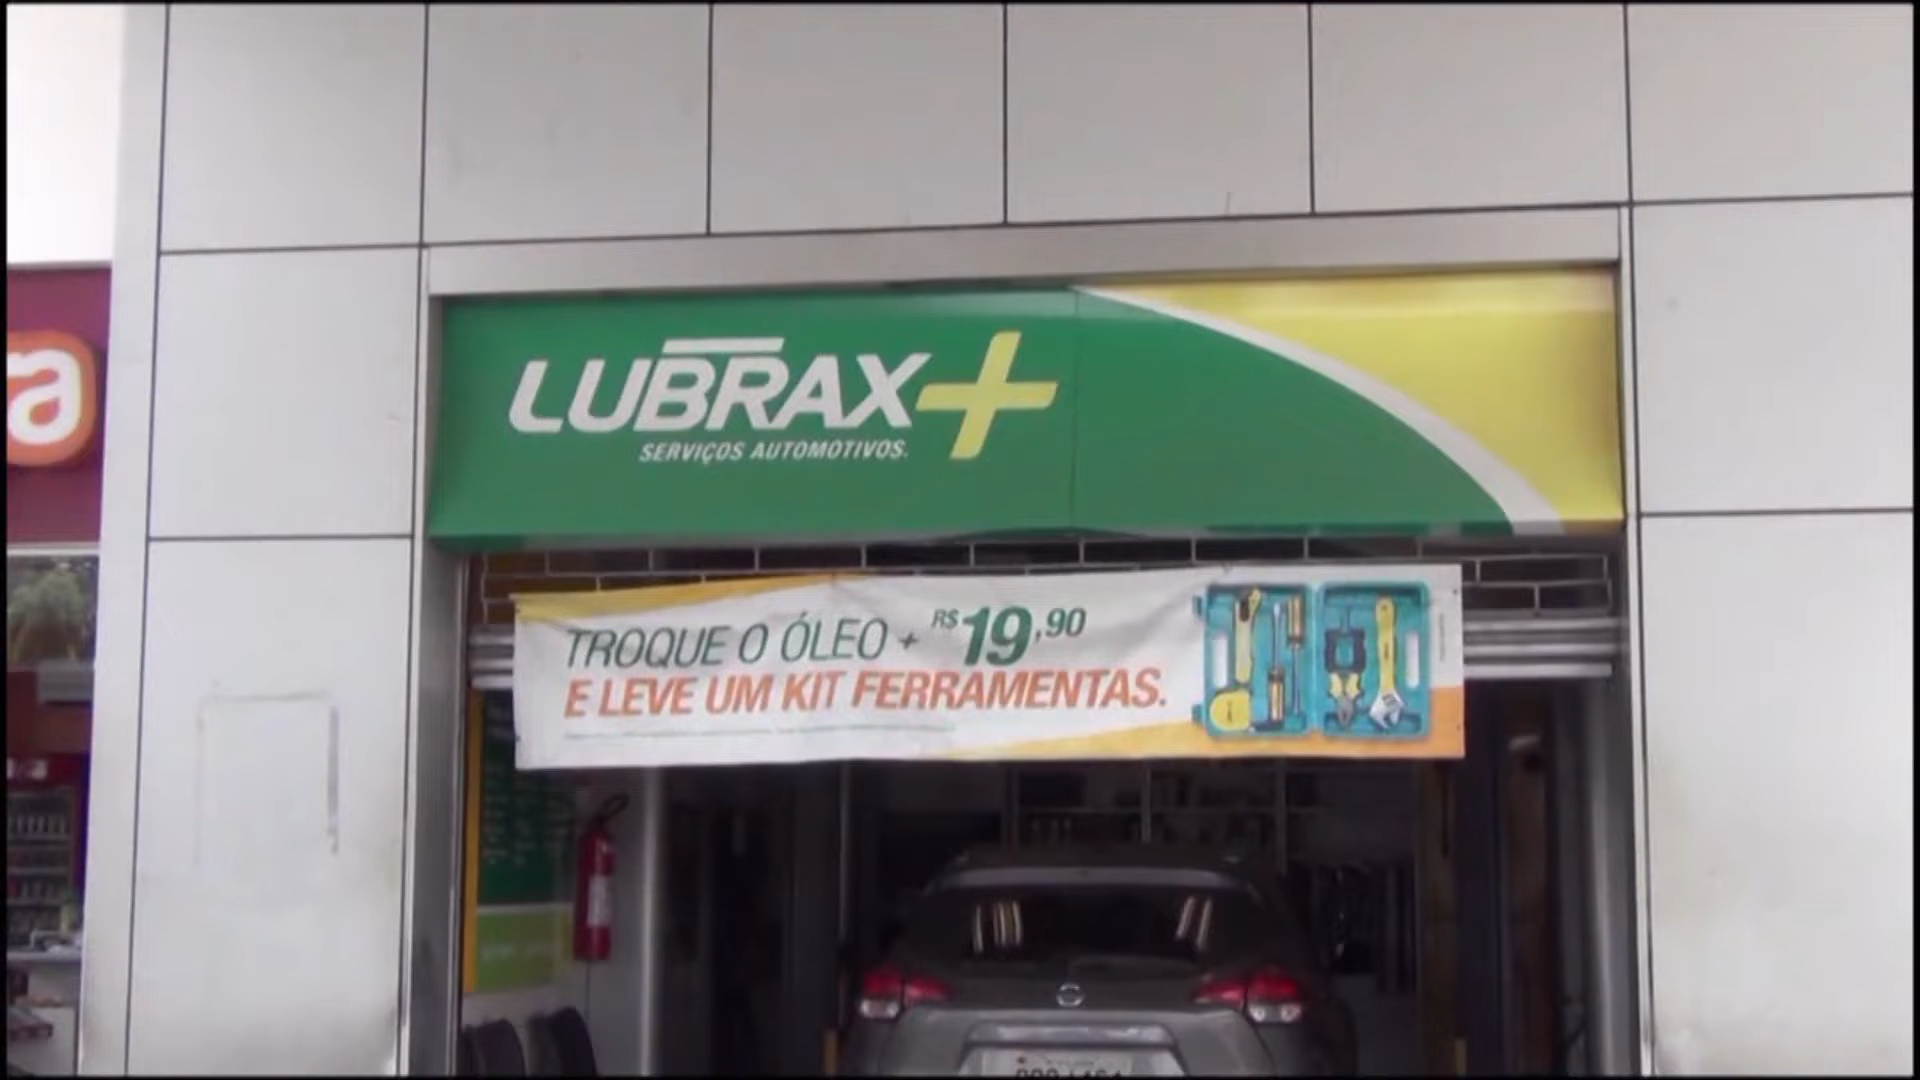 LUBRAX+
SERVIÇOS AUTOMOTIVOS.
TROQUE O ÓLEO + R$19,90
E LEVE UM KIT FERRAMENTAS.
a